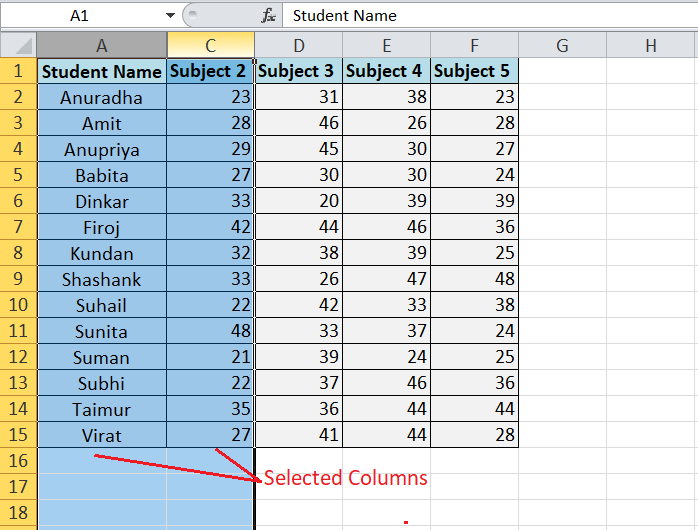 A1 fx Student Name
A C D E F G H
1 Student Name Subject 2 Subject 3 Subject 4 Subject 5
2 Anuradha 23 31 38 23
3 Amit 28 46 26 28
4 Anupriya 29 45 30 27
5 Babita 27 30 30 24
6 Dinkar 33 20 39 39
7 Firoj 42 44 46 36
8 Kundan 32 38 39 25
9 Shashank 33 26 47 48
10 Suhail 22 42 33 38
11 Sunita 48 33 37 24
12 Suman 21 39 24 25
13 Subhi 22 37 46 36
14 Taimur 35 36 44 44
15 Virat 27 41 44 28
16
17 Selected Columns
18